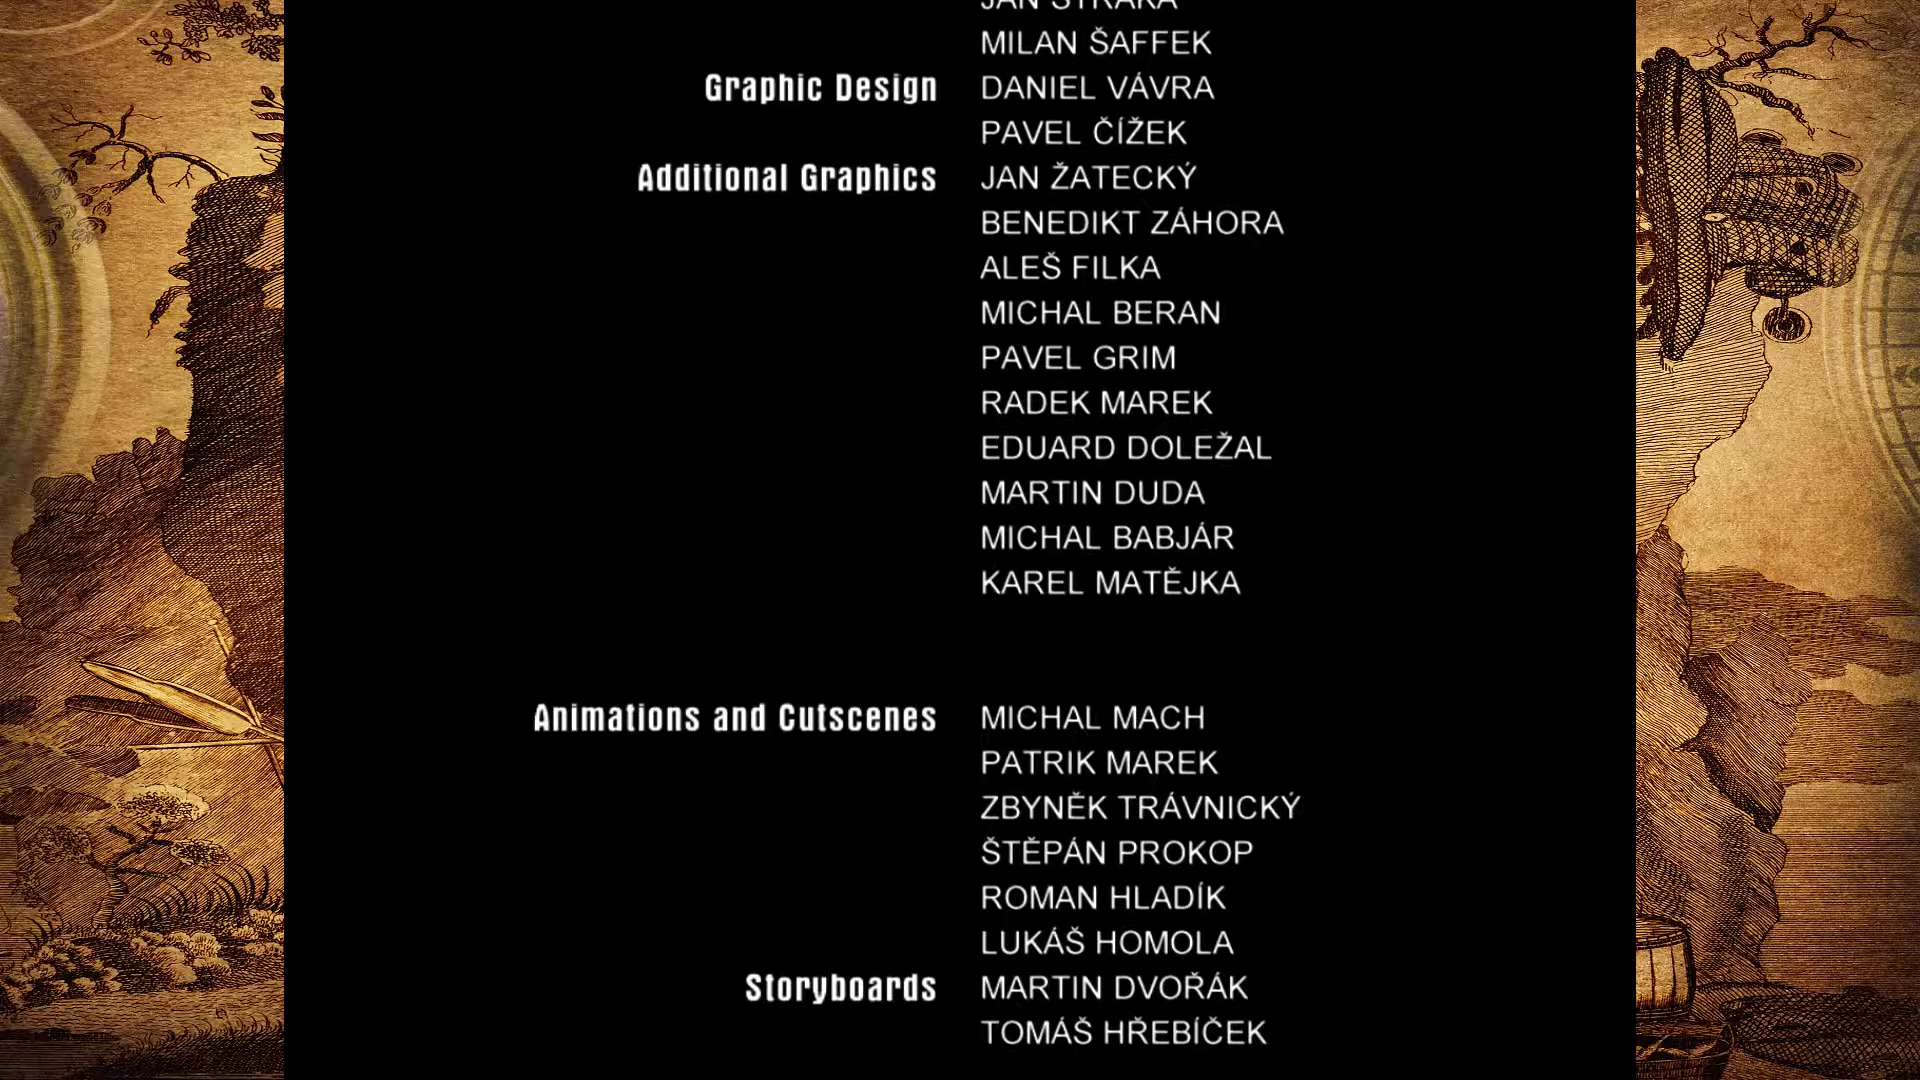 JAN STRAKA
MILAN ŠAFFEK
Graphic Design DANIEL VÁVRA
PAVEL ČÍŽEK
Additional Graphics JAN ŽATECKÝ
BENEDIKT ZÁHORA
ALEŠ FILKA
MICHAL BERAN
PAVEL GRIM
RADEK MAREK
EDUARD DOLEŽAL
MARTIN DUDA
MICHAL BABJÁR
KAREL MATĚJKA
Animations and Cutscenes MICHAL MACH
PATRIK MAREK
ZBYNĚK TRÁVNICKÝ
ŠTĚPÁN PROKOP
ROMAN HLADÍK
LUKÁŠ HOMOLA
Storyboards MARTIN DVOŘÁK
TOMÁŠ HŘEBÍČEK